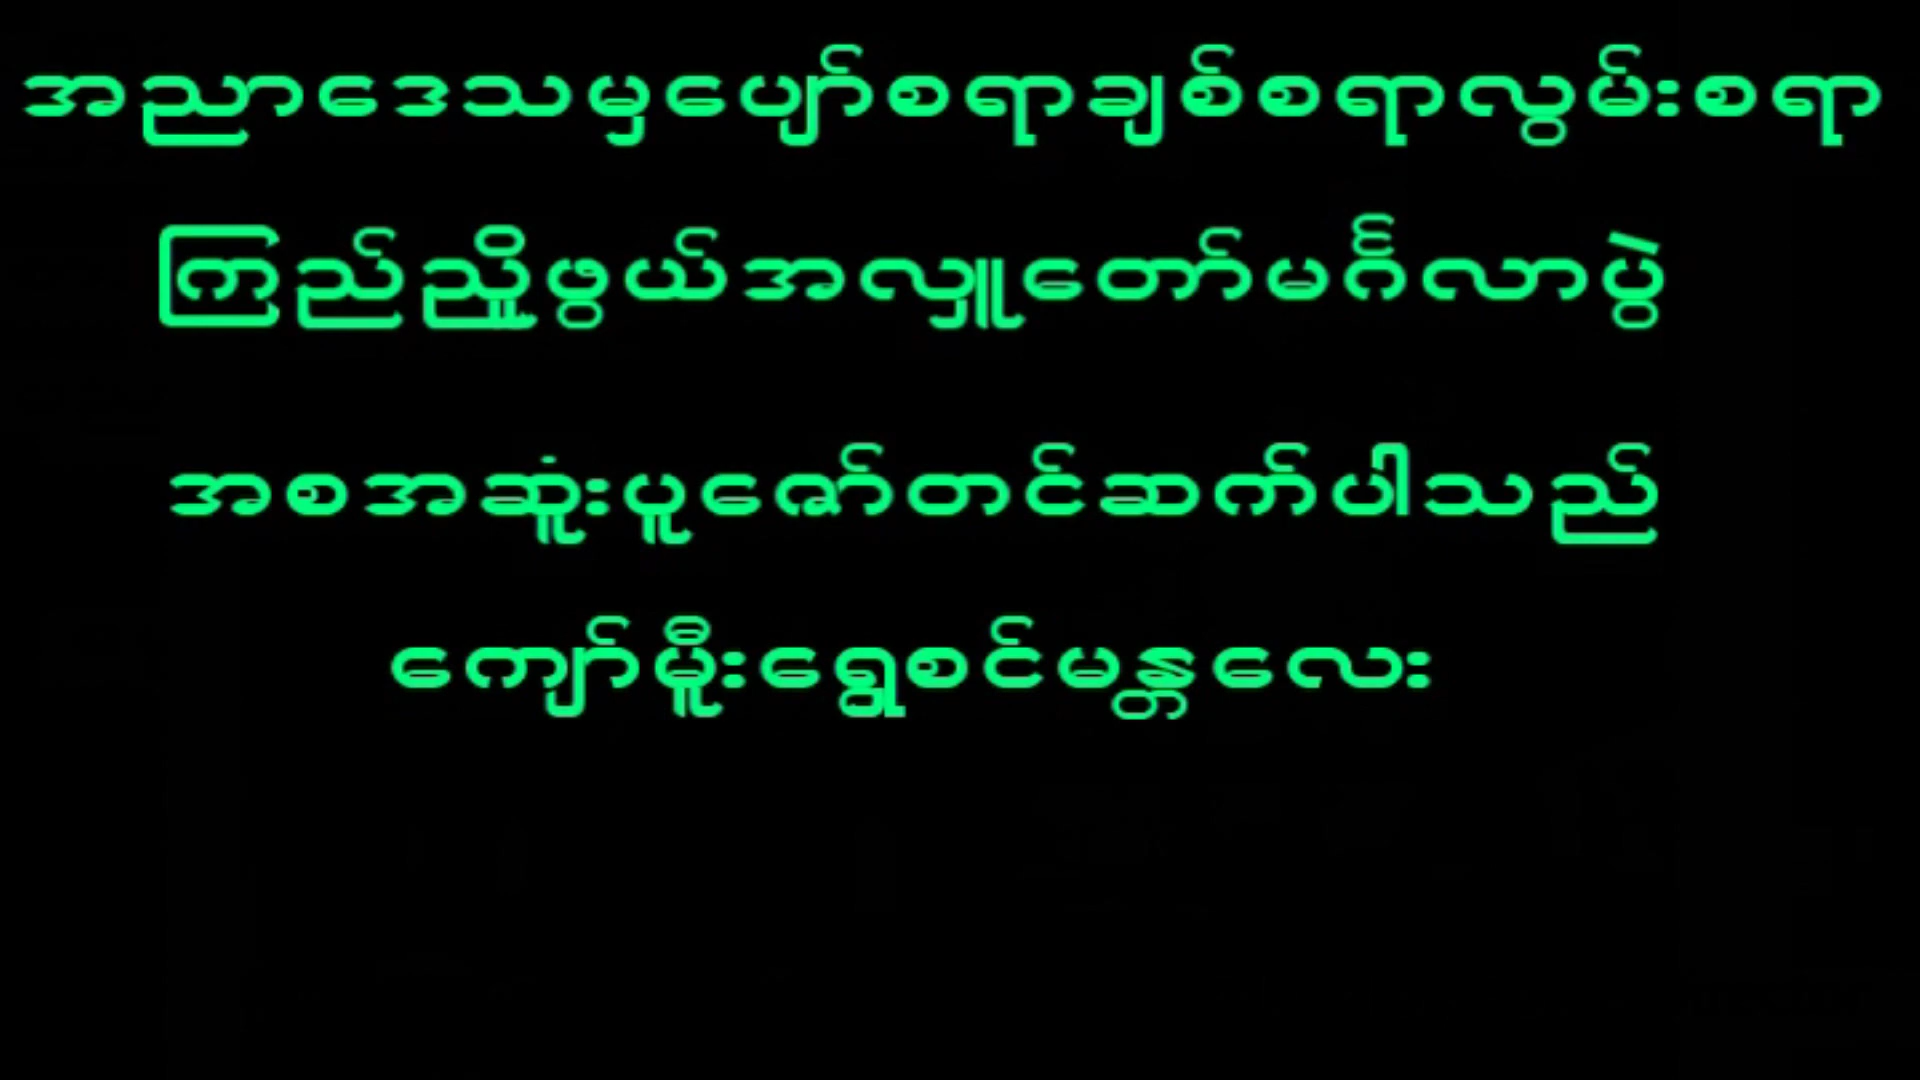 အညာဒေသမှပျော်စရာချစ်စရာလွမ်းစရာ
ကြည်ညိူဖွယ်အလှူတော်မင်္ဂလာပွဲ
အစအဆူံးပူဇော်တင်ဆက်ပါသည်
ကျော်မီူးရွှေစင်မန္တလေး